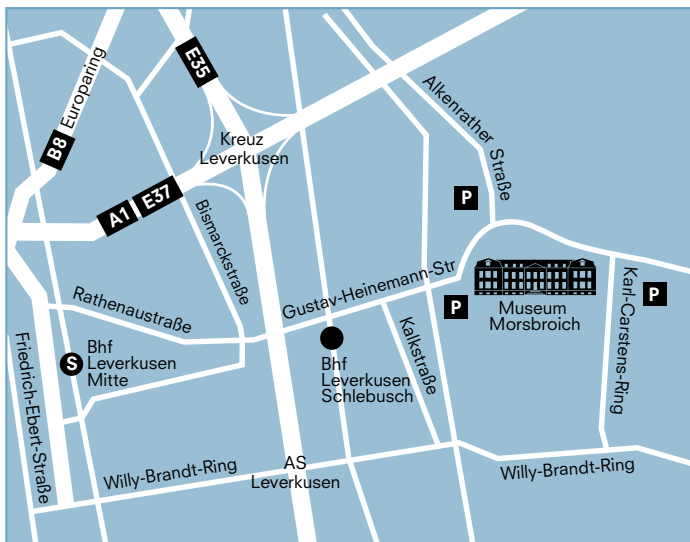 E35
Europaring
B8
Alkenrather
Straße
Kreuz
Leverkusen
A1
E37
P
Bismarckstraße
Gustav-Heinemann-Str
Rathenaustraße
P
Museum
Morsbroich
Karl-Carstens-Ring
P
Kalkstraße
Friedrich-Ebert-Straße
S
Bhf
Leverkusen
Mitte
Bhf
Leverkusen
Schlebusch
Willy-Brandt-Ring
AS
Leverkusen
Willy-Brandt-Ring